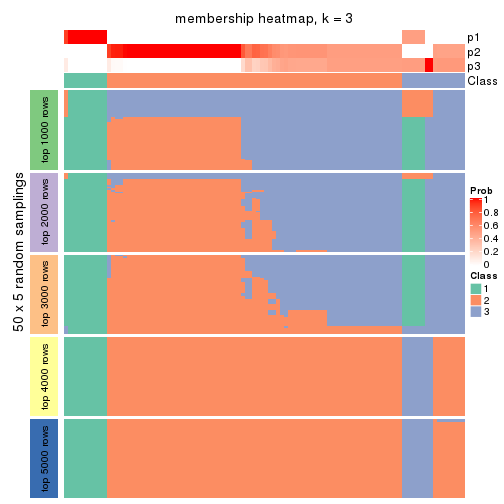 membership heatmap, k = 3
p1
p2
p3
Class
50 x 5 random samplings
top 1000 rows
top 2000 rows
top 3000 rows
top 4000 rows
top 5000 rows
Prob
1
0.8
0.6
0.4
0.2
0
Class
1
2
3